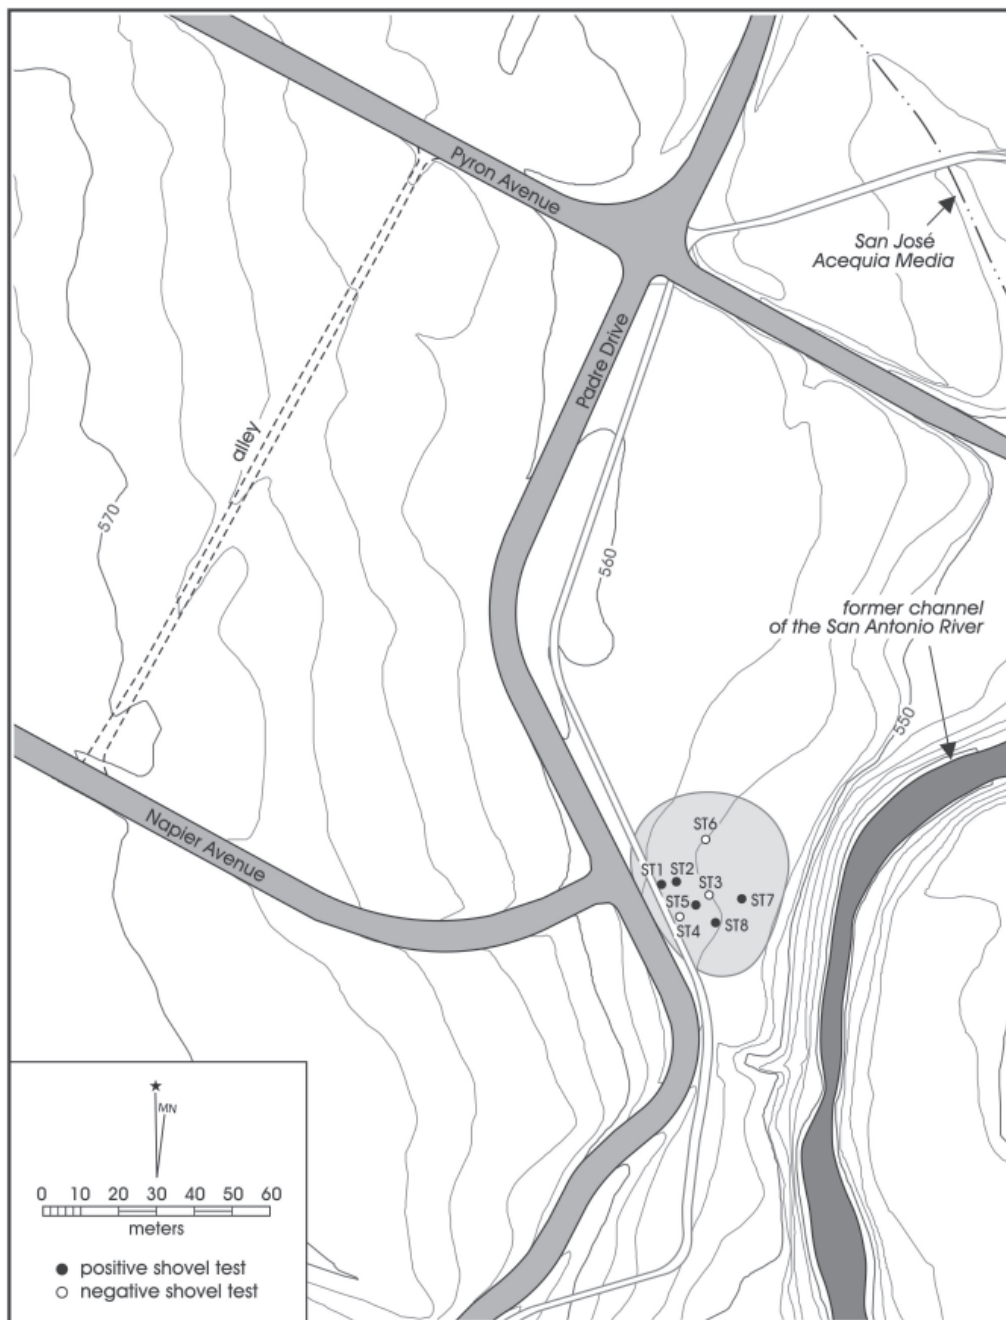 Pyron Avenue
San José
Acequia Media
Padre Drive
alley
570
560
former channel
of the San Antonio River
550
Napier Avenue
ST6
ST1
ST2
ST3
ST5
ST7
ST4
ST8
MN
0 10 20 30 40 50 60
meters
positive shovel test
negative shovel test